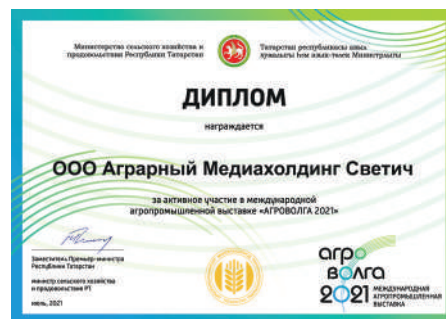 Министерство сельского хозяйства и
продовольствия Республики Татарстан
Татарстан республикасы авыл
хуҗалыгы һәм азык-төлек Министрлыгы
ДИПЛОМ
награждается
ООО Аграрный Медиахолдинг Светич
за активное участие в международной
агропромышленной выставке «АГРОВОЛГА 2021»
Заместитель Премьер-министра
Республики Татарстан
министр сельского хозяйства
и продовольствия РТ
июль, 2021
агро
волга
2021
МЕЖДУНАРОДНАЯ
АГРОПРОМЫШЛЕННАЯ
ВЫСТАВКА